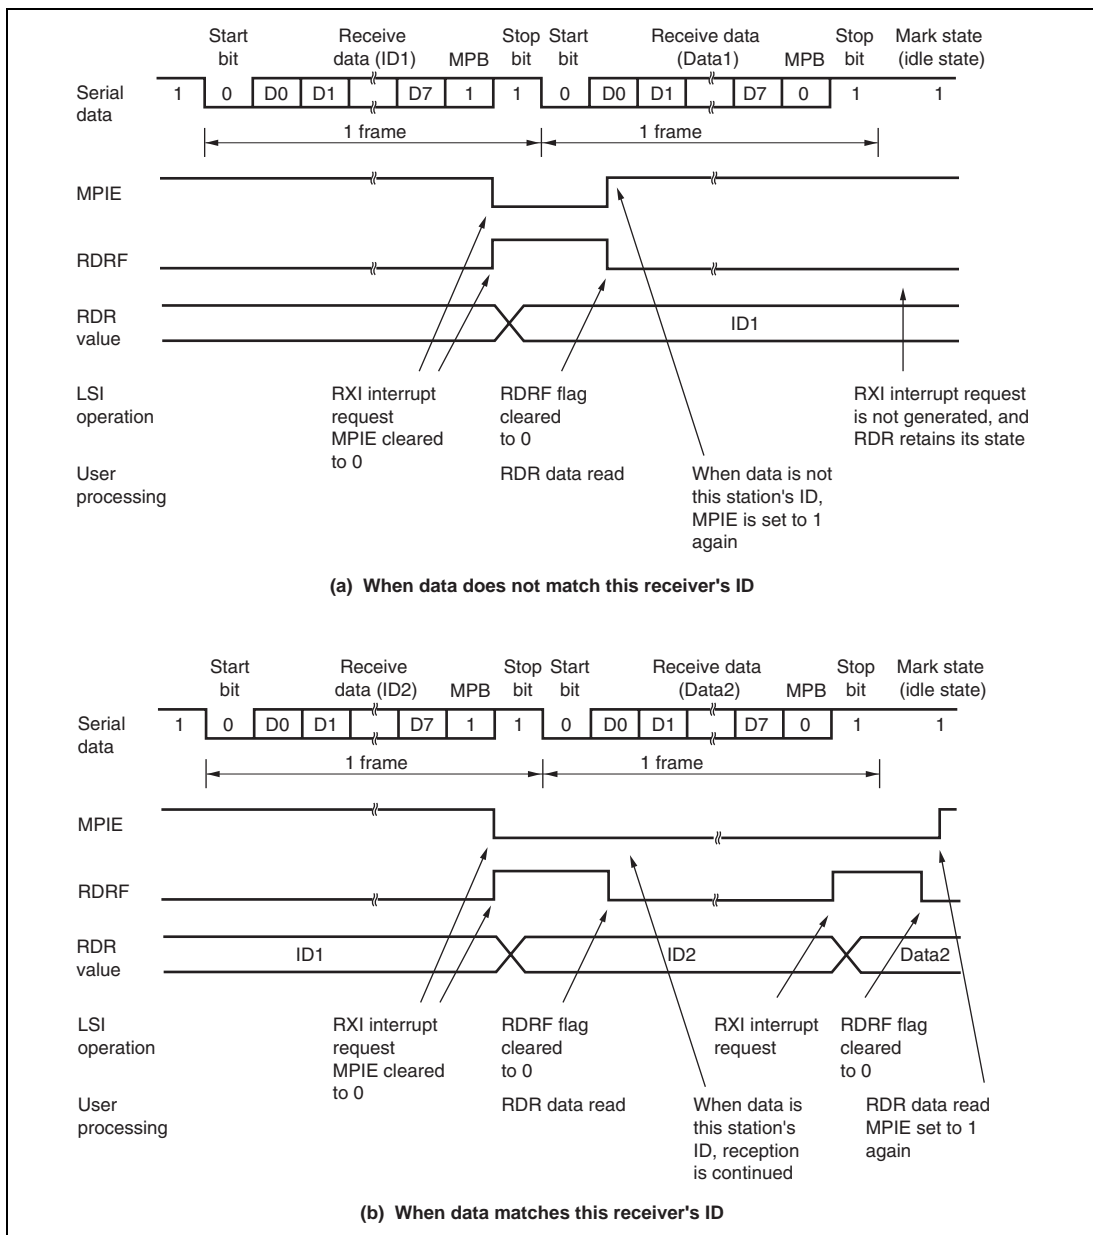 Start bit Receive data (ID1) MPB Stop bit Start bit Receive data (Data1) MPB Stop bit Mark state (idle state)
Serial data 1 0 D0 D1 D7 1 1 0 D0 D1 D7 0 1 1
1 frame 1 frame
MPIE
RDRF
RDR value ID1
LSI operation
RXI interrupt request MPIE cleared to 0
RDRF flag cleared to 0
RXI interrupt request is not generated, and RDR retains its state
User processing
RDR data read
When data is not this station's ID, MPIE is set to 1 again
(a) When data does not match this receiver's ID
Start bit Receive data (ID2) MPB Stop bit Start bit Receive data (Data2) MPB Stop bit Mark state (idle state)
Serial data 1 0 D0 D1 D7 1 1 0 D0 D1 D7 0 1 1
1 frame 1 frame
MPIE
RDRF
RDR value ID1 ID2 Data2
LSI operation
RXI interrupt request MPIE cleared to 0
RDRF flag cleared to 0
RXI interrupt request
RDRF flag cleared to 0
User processing
RDR data read
When data is this station's ID, reception is continued
RDR data read MPIE set to 1 again
(b) When data matches this receiver's ID